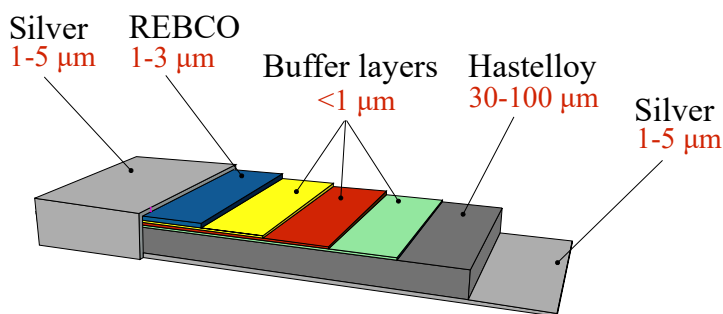 Silver
1-5 μm
REBCO
1-3 μm
Buffer layers
<1 μm
Hastelloy
30-100 μm
Silver
1-5 μm